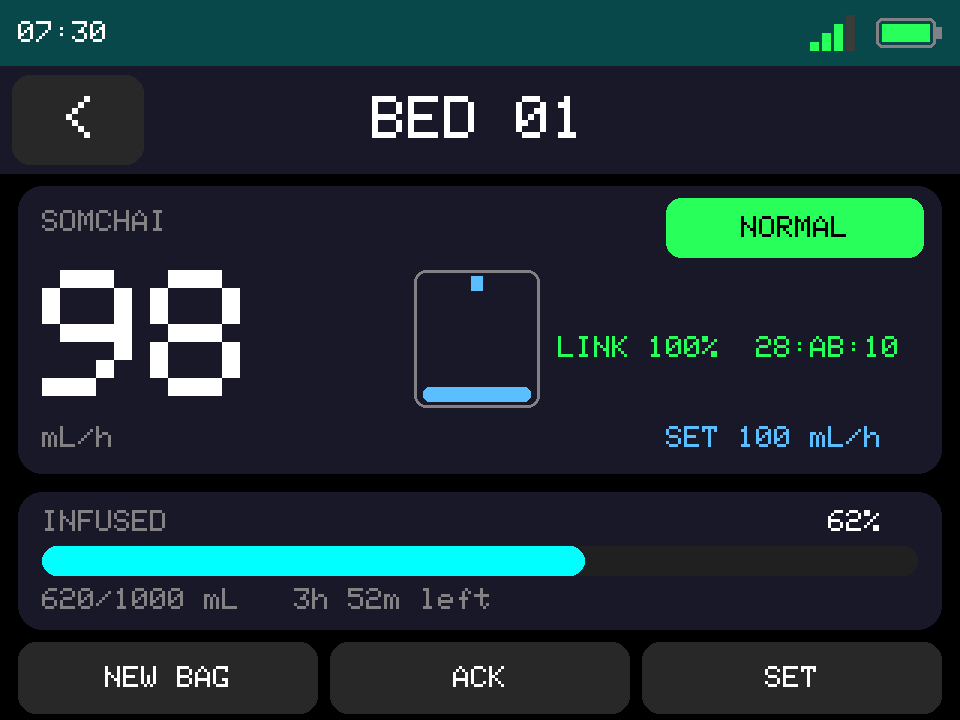 07:30
<
BED 01
SOMCHAI
NORMAL
98
LINK 100%  28:AB:10
mL/h
SET 100 mL/h
INFUSED
62%
620/1000 mL   3h 52m left
NEW BAG
ACK
SET